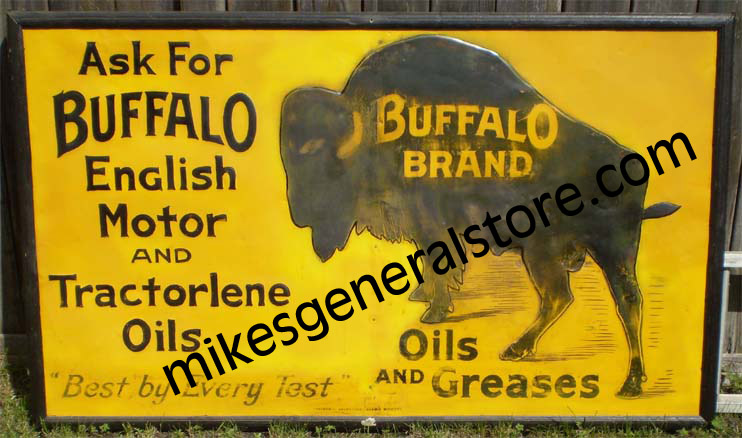 Ask For
BUFFALO
English
Motor
AND
Tractorlene
Oils.
"Best by Every Test"
BUFFALO
BRAND
Oils
AND Greases
mikesgeneralstore.com